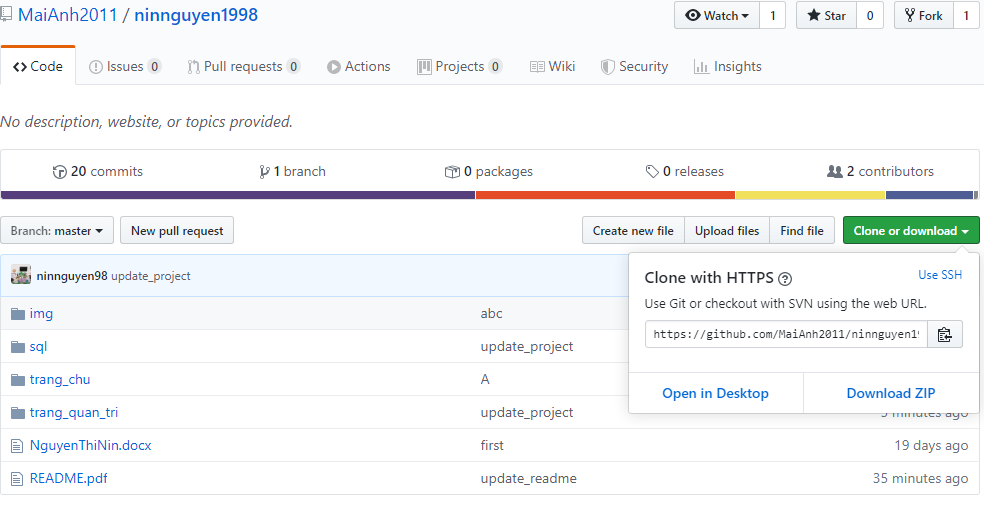 MaiAnh2011 / ninnguyen1998
Watch 1 Star 0 Fork 1
Code Issues 0 Pull requests 0 Actions Projects 0 Wiki Security Insights
No description, website, or topics provided.
20 commits 1 branch 0 packages 0 releases 2 contributors
Branch: master New pull request Create new file Upload files Find file Clone or download
ninnguyen98 update_project
Clone with HTTPS ? Use SSH
Use Git or checkout with SVN using the web URL.
https://github.com/MaiAnh2011/ninnguyen19
Open in Desktop Download ZIP
img abc
sql update_project
trang_chu A
trang_quan_tri update_project minutes ago
NguyenThiNin.docx first 19 days ago
README.pdf update_readme 35 minutes ago